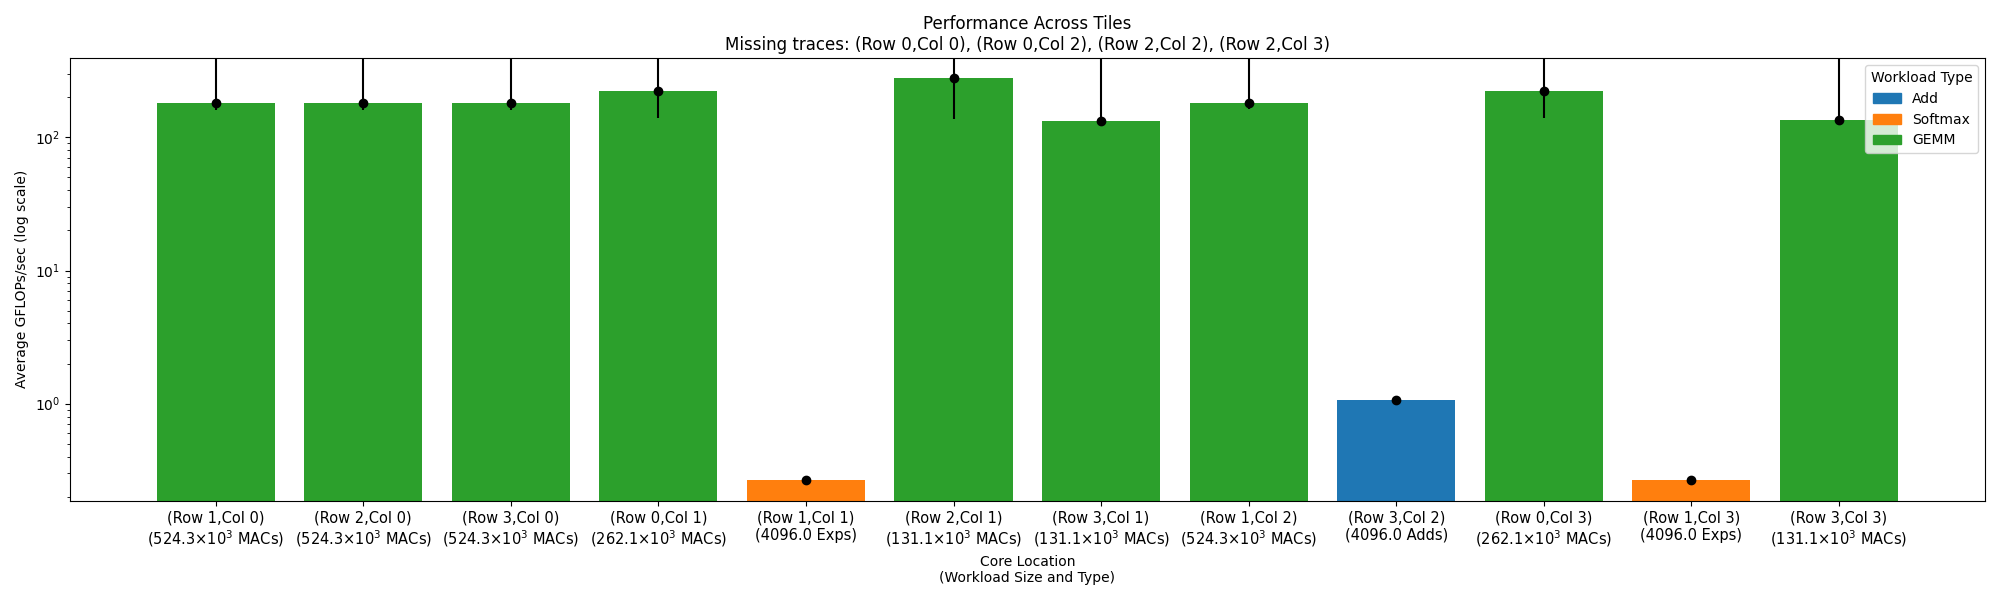 Performance Across Tiles
Missing traces: (Row 0,Col 0), (Row 0,Col 2), (Row 2,Col 2), (Row 2,Col 3)
Average GFLOPs/sec (log scale)
10²
10¹
10⁰
Workload Type
Add
Softmax
GEMM
(Row 1,Col 0)
(524.3×10³ MACs)
(Row 2,Col 0)
(524.3×10³ MACs)
(Row 3,Col 0)
(524.3×10³ MACs)
(Row 0,Col 1)
(262.1×10³ MACs)
(Row 1,Col 1)
(4096.0 Exps)
(Row 2,Col 1)
(131.1×10³ MACs)
(Row 3,Col 1)
(131.1×10³ MACs)
(Row 1,Col 2)
(524.3×10³ MACs)
(Row 3,Col 2)
(4096.0 Adds)
(Row 0,Col 3)
(262.1×10³ MACs)
(Row 1,Col 3)
(4096.0 Exps)
(Row 3,Col 3)
(131.1×10³ MACs)
Core Location
(Workload Size and Type)